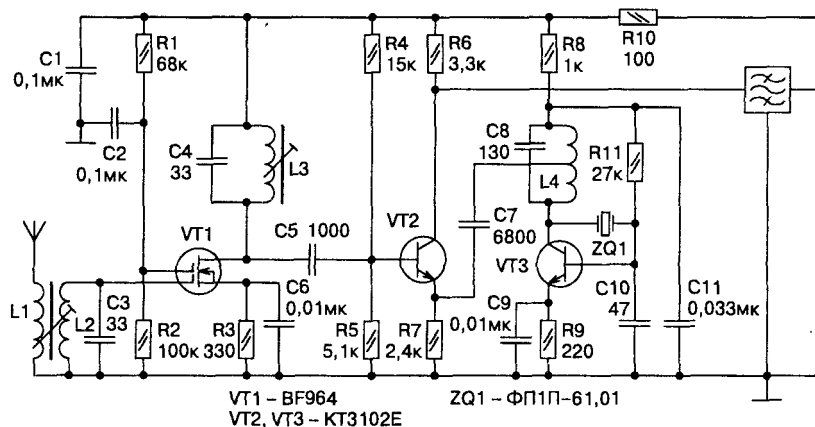 R1
68к
R4
15к
R6
3,3к
R8
1к
R10
100
C1
0,1мк
C2
0,1мк
C4
33
L3
C8
130
L4
R11
27к
VT1
C5 1000
VT2
C7
6800
VT3
ZQ1
L1
L2
C3
33
R2
100к
R3
330
C6
0,01мк
R5
5,1к
R7
2,4к
C9
0,01мк
R9
220
C10
47
C11
0,033мк
VT1 – BF964
VT2, VT3 – КТ3102Е
ZQ1 – ФП1П–61,01